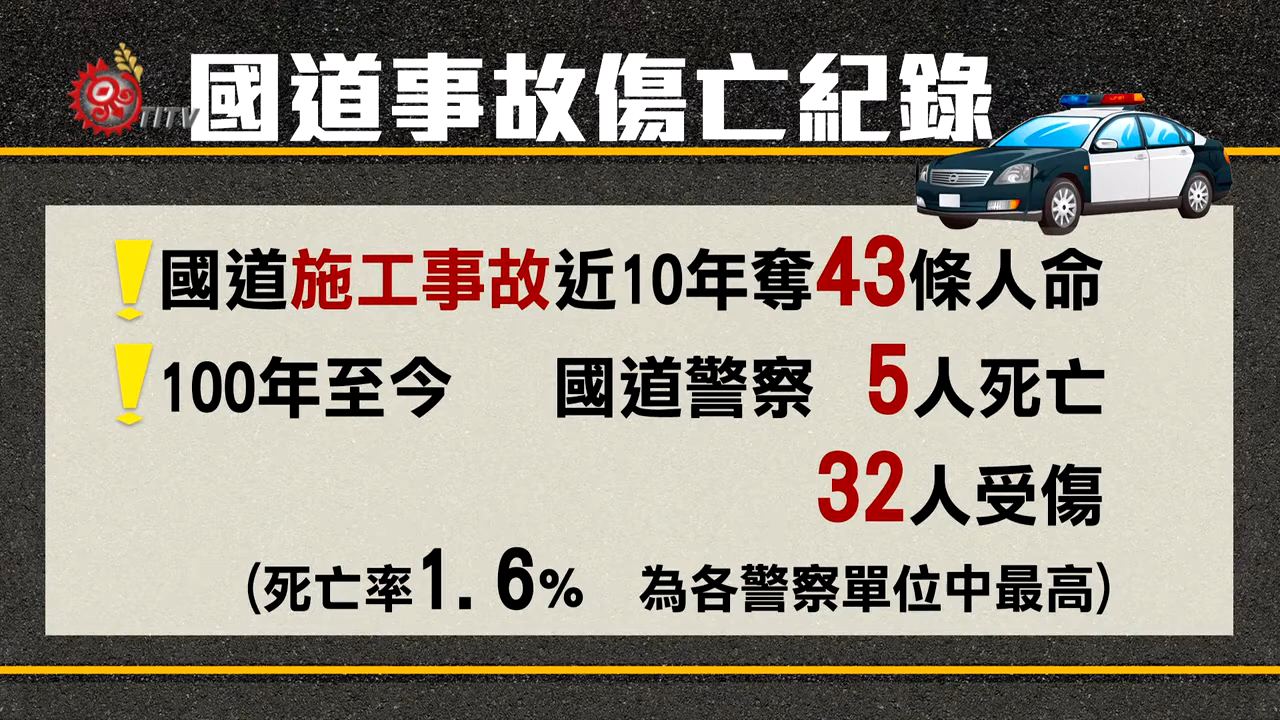 TITV
國道事故傷亡紀錄
國道施工事故近10年奪43條人命
100年至今 國道警察 5人死亡
32人受傷
(死亡率1.6% 為各警察單位中最高)